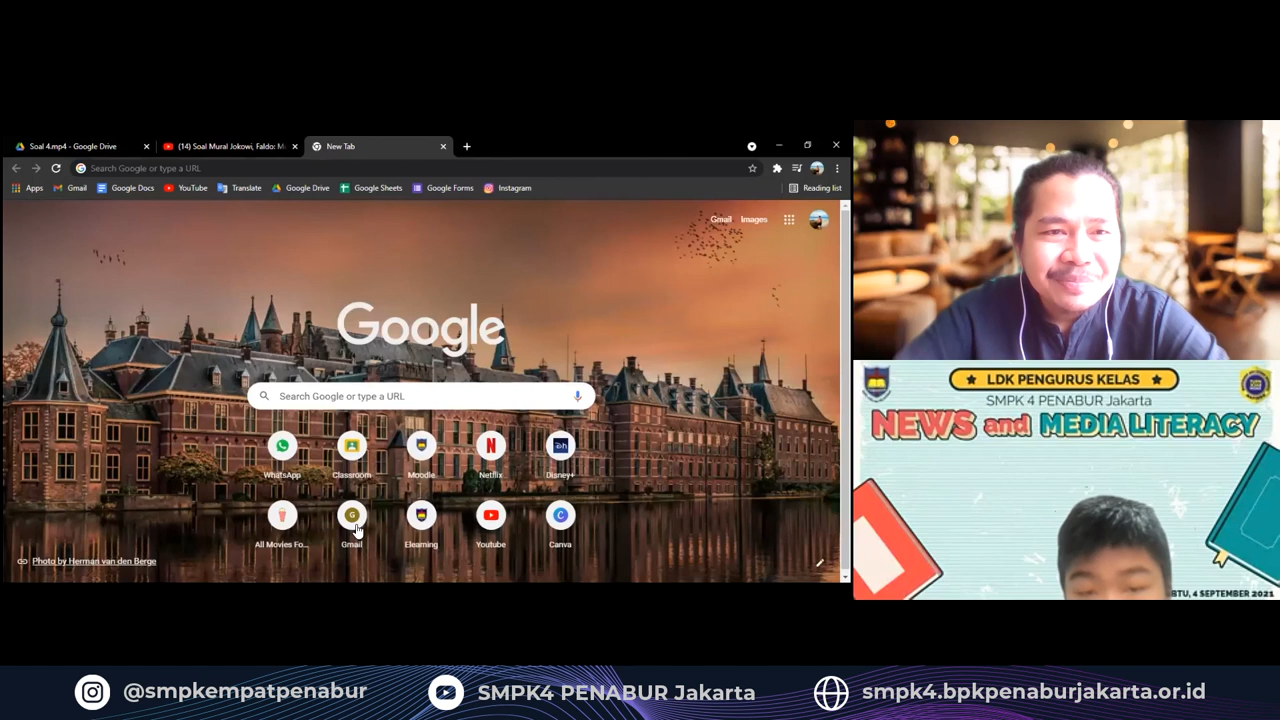 Soal 4.mp4 - Google Drive
(14) Soal Mural Jokowi, Faldo: M
New Tab
Search Google or type a URL
Apps
Gmail
Google Docs
YouTube
Translate
Google Drive
Google Sheets
Google Forms
Instagram
Reading list
Gmail Images
Google
Search Google or type a URL
WhatsApp
Classroom
Moodle
Netflix
Disney+
All Movies Fo...
Gmail
Elearning
Youtube
Canva
Photo by Herman van den Berge
LDK PENGURUS KELAS
SMPK 4 PENABUR Jakarta
NEWS and MEDIA LITERACY
BTU, 4 SEPTEMBER 2021
@smpkempatpenabur
SMPK4 PENABUR Jakarta
smpk4.bpkpenaburjakarta.or.id